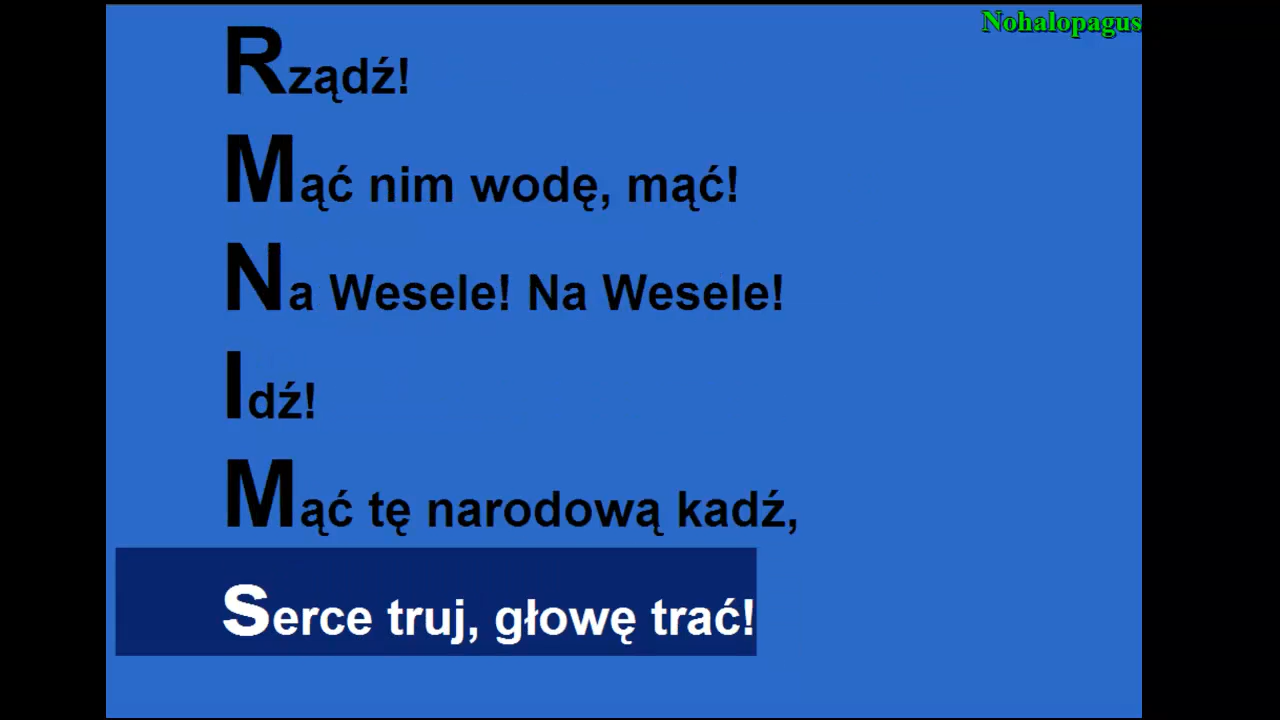 Nohalopagus
Rządź!
Mąć nim wodę, mąć!
Na Wesele! Na Wesele!
Idź!
Mąć tę narodową kadź,
Serce truj, głowę trać!